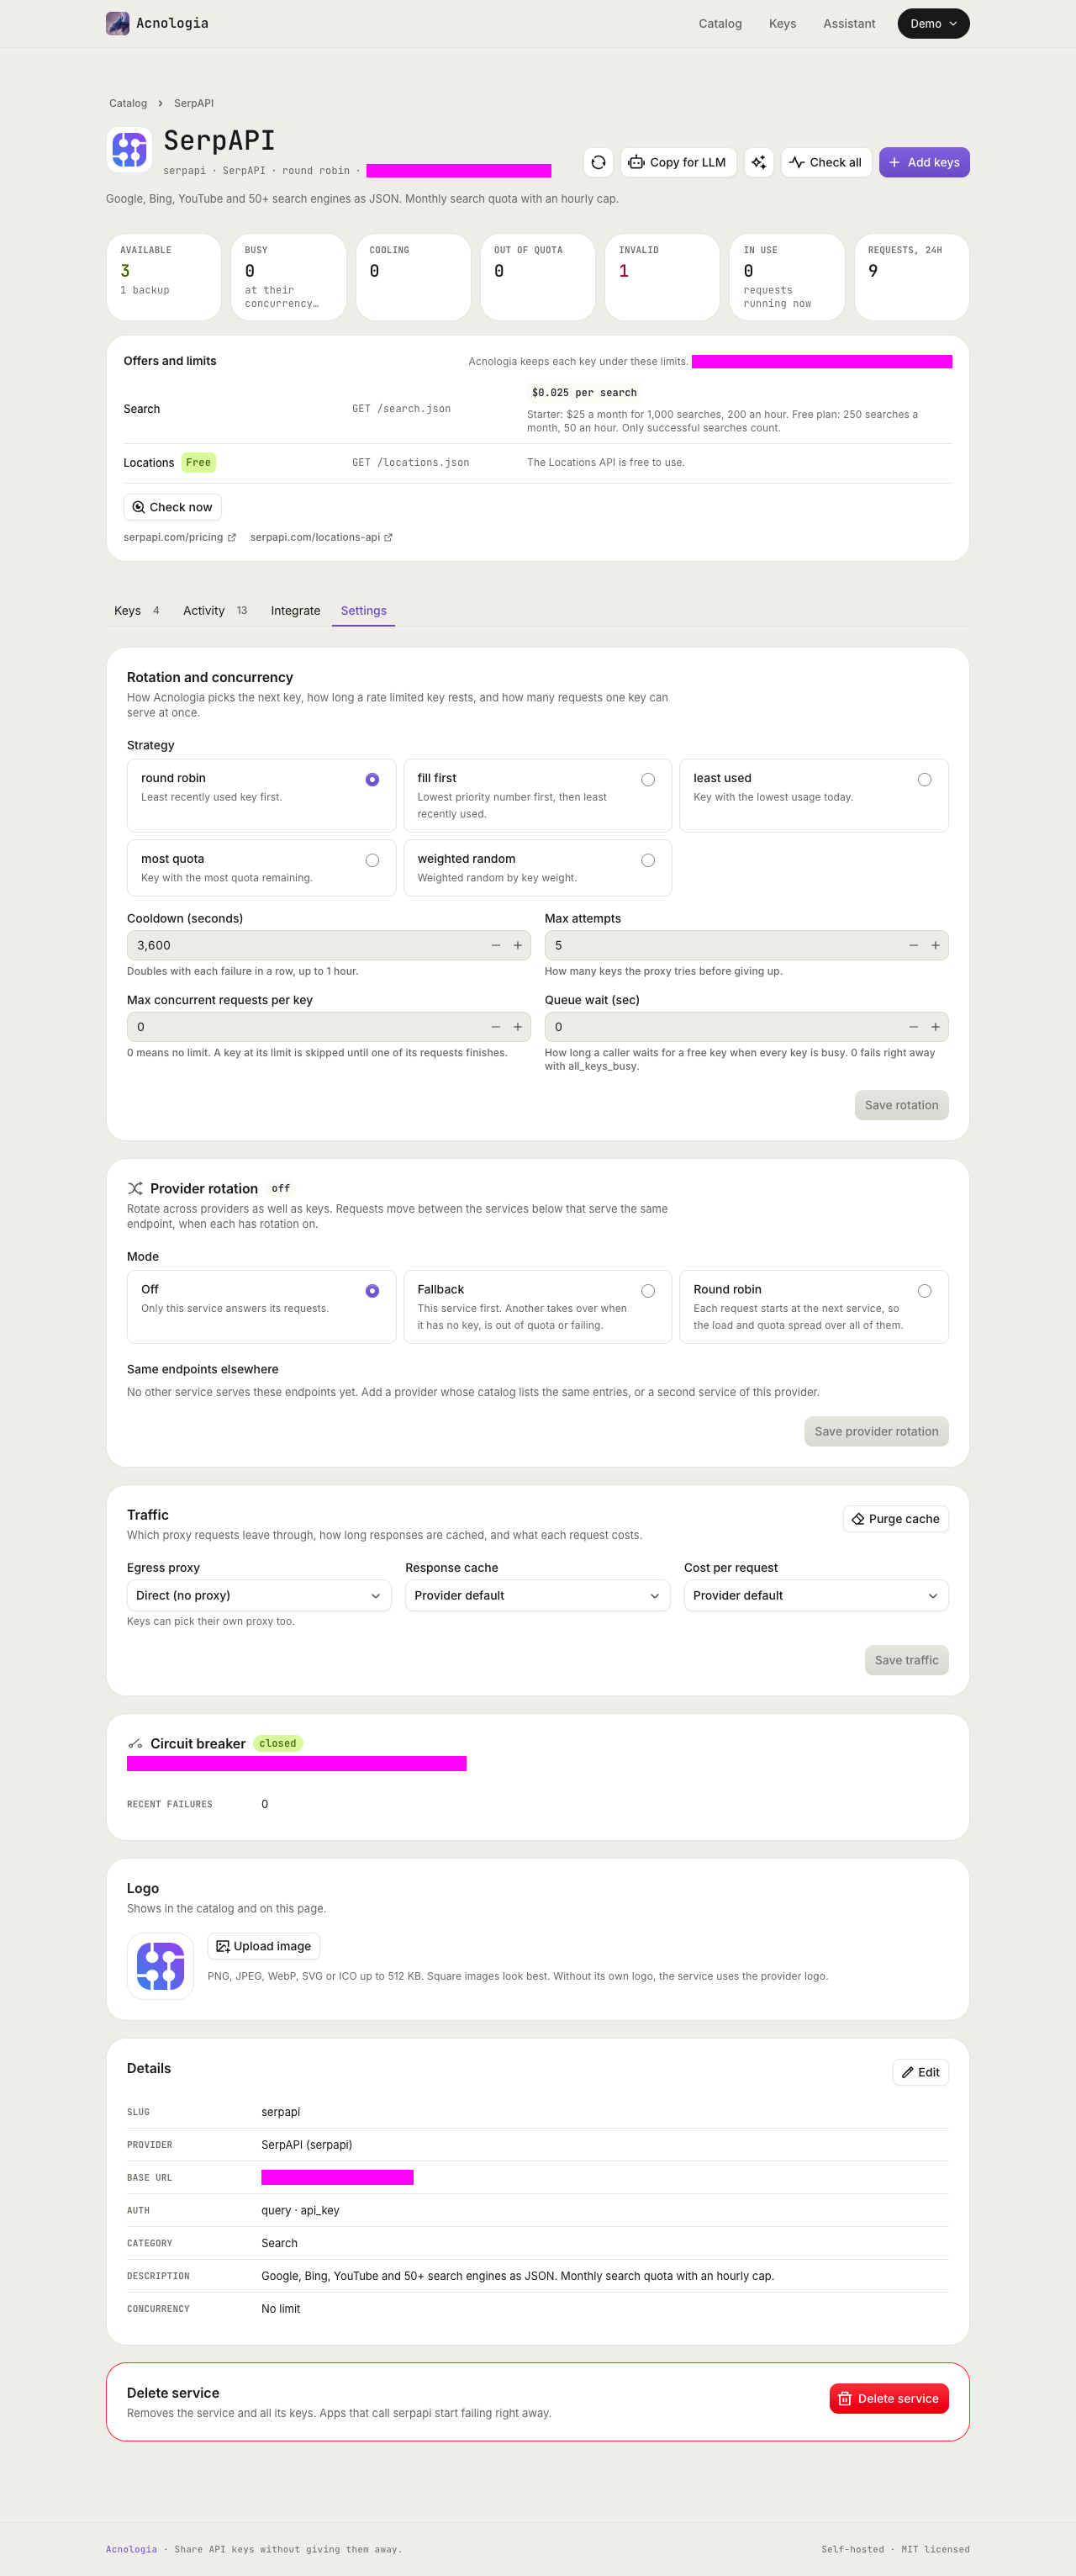 Acnologia
Catalog
Keys
Assistant
Demo
Catalog › SerpAPI
SerpAPI
serpapi · SerpAPI · round robin ·
Copy for LLM
Check all
Add keys
Google, Bing, YouTube and 50+ search engines as JSON. Monthly search quota with an hourly cap.
AVAILABLE
3
1 backup
BUSY
0
at their
concurrency…
COOLING
0
OUT OF QUOTA
0
INVALID
1
IN USE
0
requests
running now
REQUESTS, 24H
9
Offers and limits
Acnologia keeps each key under these limits.
Search
GET /search.json
$0.025 per search
Starter: $25 a month for 1,000 searches, 200 an hour. Free plan: 250 searches a
month, 50 an hour. Only successful searches count.
Locations Free
GET /locations.json
The Locations API is free to use.
Check now
serpapi.com/pricing
serpapi.com/locations-api
Keys 4
Activity 13
Integrate
Settings
Rotation and concurrency
How Acnologia picks the next key, how long a rate limited key rests, and how many requests one key can
serve at once.
Strategy
round robin
Least recently used key first.
fill first
Lowest priority number first, then least
recently used.
least used
Key with the lowest usage today.
most quota
Key with the most quota remaining.
weighted random
Weighted random by key weight.
Cooldown (seconds)
3,600
Doubles with each failure in a row, up to 1 hour.
Max attempts
5
How many keys the proxy tries before giving up.
Max concurrent requests per key
0
0 means no limit. A key at its limit is skipped until one of its requests finishes.
Queue wait (sec)
0
How long a caller waits for a free key when every key is busy. 0 fails right away
with all_keys_busy.
Save rotation
Provider rotation off
Rotate across providers as well as keys. Requests move between the services below that serve the same
endpoint, when each has rotation on.
Mode
Off
Only this service answers its requests.
Fallback
This service first. Another takes over when
it has no key, is out of quota or failing.
Round robin
Each request starts at the next service, so
the load and quota spread over all of them.
Same endpoints elsewhere
No other service serves these endpoints yet. Add a provider whose catalog lists the same entries, or a second service of this provider.
Save provider rotation
Traffic
Which proxy requests leave through, how long responses are cached, and what each request costs.
Purge cache
Egress proxy
Direct (no proxy)
Keys can pick their own proxy too.
Response cache
Provider default
Cost per request
Provider default
Save traffic
Circuit breaker closed
RECENT FAILURES
0
Logo
Shows in the catalog and on this page.
Upload image
PNG, JPEG, WebP, SVG or ICO up to 512 KB. Square images look best. Without its own logo, the service uses the provider logo.
Details
Edit
SLUG
serpapi
PROVIDER
SerpAPI (serpapi)
BASE URL
AUTH
query · api_key
CATEGORY
Search
DESCRIPTION
Google, Bing, YouTube and 50+ search engines as JSON. Monthly search quota with an hourly cap.
CONCURRENCY
No limit
Delete service
Removes the service and all its keys. Apps that call serpapi start failing right away.
Delete service
Acnologia · Share API keys without giving them away.
Self-hosted · MIT licensed